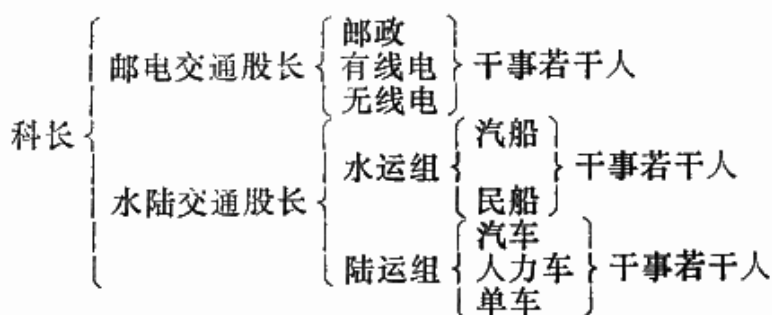 科长
邮电交通股长
邮政
有线电
无线电
干事若干人
水陆交通股长
水运组
汽船
民船
干事若干人
陆运组
汽车
人力车
单车
干事若干人